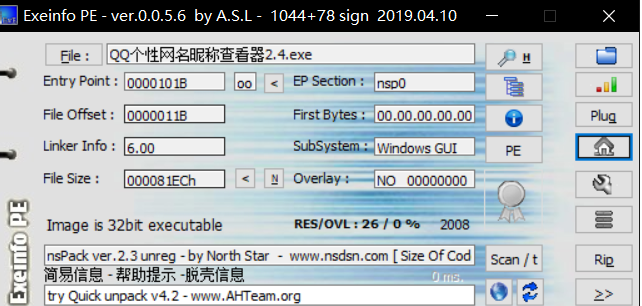 Exeinfo PE - ver.0.0.5.6 by A.S.L - 1044+78 sign 2019.04.10
File : QQ个性网名昵称查看器2.4.exe H
Entry Point : 0000101B oo < EP Section : nsp0
File Offset : 0000011B First Bytes : 00.00.00.00.00 Plug
Linker Info : 6.00 SubSystem : Windows GUI PE
File Size : 000081ECh < N Overlay : NO 00000000
Image is 32bit executable RES/OVL : 26 / 0 % 2008
Exeinfo PE
nsPack ver.2.3 unreg - by North Star - www.nsdsn.com [ Size Of Cod Scan / t Rip
简易信息 - 帮助提示 -脱壳信息 0 ms.
try Quick unpack v4.2 - www.AHTeam.org >>